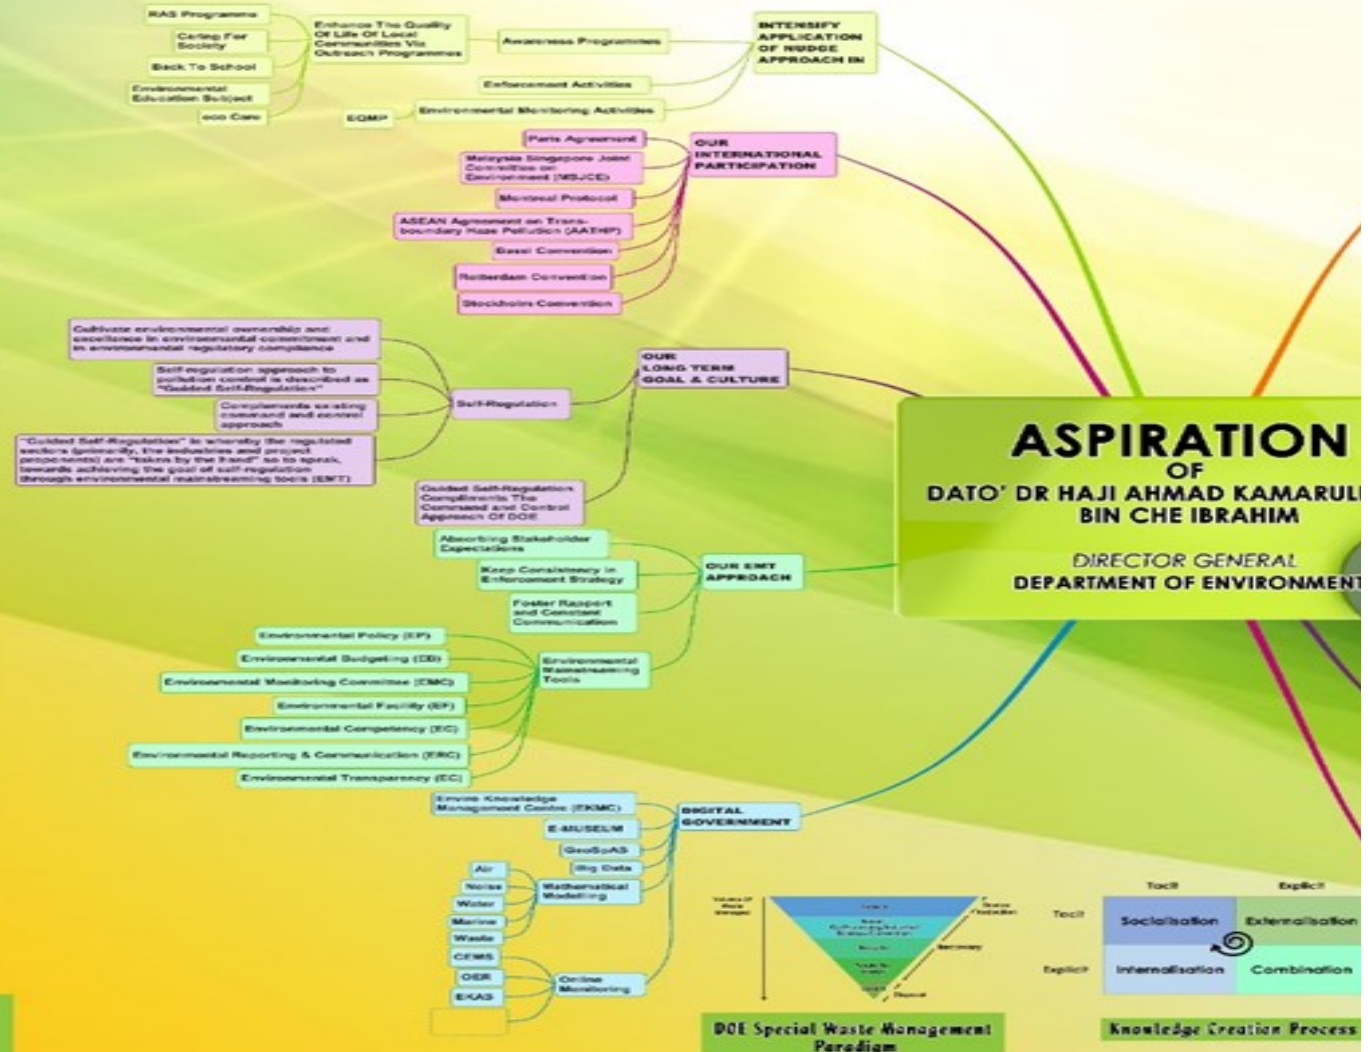 RAS Programme
Caring For
Society
Back To School
Environmental
Education Subject
eco Care
Enhance The Quality
Of Life Of Local
Communities Via
Outreach Programmes
Awareness Programmes
Enforcement Activities
EQMP
Environmental Monitoring Activities
INTENSIFY
APPLICATION
OF NUDGE
APPROACH IN
Paris Agreement
Malaysia Singapore Joint
Committee on
Environment (MSJCE)
Montreal Protocol
ASEAN Agreement on Trans-
boundary Haze Pollution (AATHP)
Basel Convention
Rotterdam Convention
Stockholm Convention
OUR
INTERNATIONAL
PARTICIPATION
Cultivate environmental ownership and
excellence in environmental commitment and
in environmental regulatory compliance
Self-regulation approach to
pollution control is described as
"Guided Self-Regulation"
Complements existing
command and control
approach
"Guided Self-Regulation" in whereby the regulated
sectors (primarily, the industries and project
proponents) are "taken by the hand" so to speak,
towards achieving the goal of self-regulation
through environmental mainstreaming tools (EMT)
Self-Regulation
Guided Self-Regulation
Compliments The
Command and Control
Approach Of DOE
OUR
LONG TERM
GOAL & CULTURE
ASPIRATION
OF
DATO' DR HAJI AHMAD KAMARUL
BIN CHE IBRAHIM
DIRECTOR GENERAL
DEPARTMENT OF ENVIRONMENT
Absorbing Stakeholder
Expectations
Keep Consistency in
Enforcement Strategy
Foster Rapport
and Constant
Communication
OUR EMT
APPROACH
Environmental Policy (EP)
Environmental Budgeting (EB)
Environmental Monitoring Committee (EMC)
Environmental Facility (EF)
Environmental Competency (EC)
Environmental Reporting & Communication (ERC)
Environmental Transparency (EC)
Environmental
Mainstreaming
Tools
Enviro Knowledge
Management Centre (EKMC)
E-MUSEUM
GeoSpAS
Big Data
Mathematical
Modelling
Air
Noise
Water
Marine
Waste
CEMS
OER
EKAS
Online
Monitoring
DIGITAL
GOVERNMENT
Volume Of
Waste
Managed
Recovery
Disposal
DOE Special Waste Management
Paradigm
Tacit
Explicit
Tacit
Explicit
Socialisation
Externalisation
Internalisation
Combination
Knowledge Creation Process